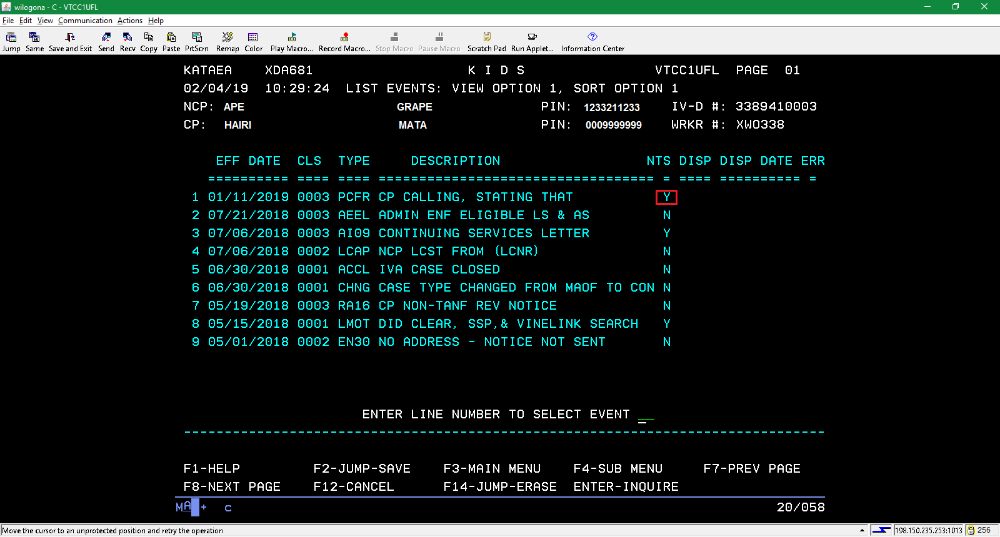 wilogona - C - VTCC1UFL
File Edit View Communication Actions Help
Jump Same Save and Exit Send Recv Copy Paste PrtScrn Remap Color Play Macro... Record Macro... Stop Macro Pause Macro Scratch Pad Run Applet... Information Center
KATAEA XDA681 K I D S VTCC1UFL PAGE 01
02/04/19 10:29:24 LIST EVENTS: VIEW OPTION 1, SORT OPTION 1
NCP: APE GRAPE PIN: 1233211233 IV-D #: 3389410003
CP: HAIRI MATA PIN: 0009999999 WRKR #: XWO338
EFF DATE CLS TYPE DESCRIPTION NTS DISP DISP DATE ERR
========== ==== ==== ================================== = ==== ========== =
1 01/11/2019 0003 PCFR CP CALLING, STATING THAT Y
2 07/21/2018 0003 AEEL ADMIN ENF ELIGIBLE LS & AS N
3 07/06/2018 0003 AI09 CONTINUING SERVICES LETTER Y
4 07/06/2018 0002 LCAP NCP LCST FROM (LCNR) N
5 06/30/2018 0001 ACCL IVA CASE CLOSED N
6 06/30/2018 0001 CHNG CASE TYPE CHANGED FROM MAOF TO CON N
7 05/19/2018 0003 RA16 CP NON-TANF REV NOTICE N
8 05/15/2018 0001 LMOT DID CLEAR, SSP,& VINELINK SEARCH Y
9 05/01/2018 0002 EN30 NO ADDRESS - NOTICE NOT SENT N
ENTER LINE NUMBER TO SELECT EVENT __
-------------------------------------------------------------------------------
F1-HELP F2-JUMP-SAVE F3-MAIN MENU F4-SUB MENU F7-PREV PAGE
F8-NEXT PAGE F12-CANCEL F14-JUMP-ERASE ENTER-INQUIRE
MA + c 20/058
Move the cursor to an unprotected position and retry the operation 198.150.235.253:1013 256